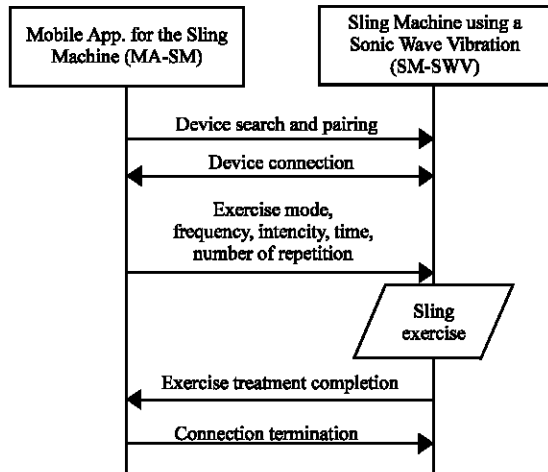 Mobile App. for the Sling
Machine (MA-SM)
Sling Machine using a
Sonic Wave Vibration
(SM-SWV)
Device search and pairing
Device connection
Exercise mode,
frequency, intencity, time,
number of repetition
Sling
exercise
Exercise treatment completion
Connection termination